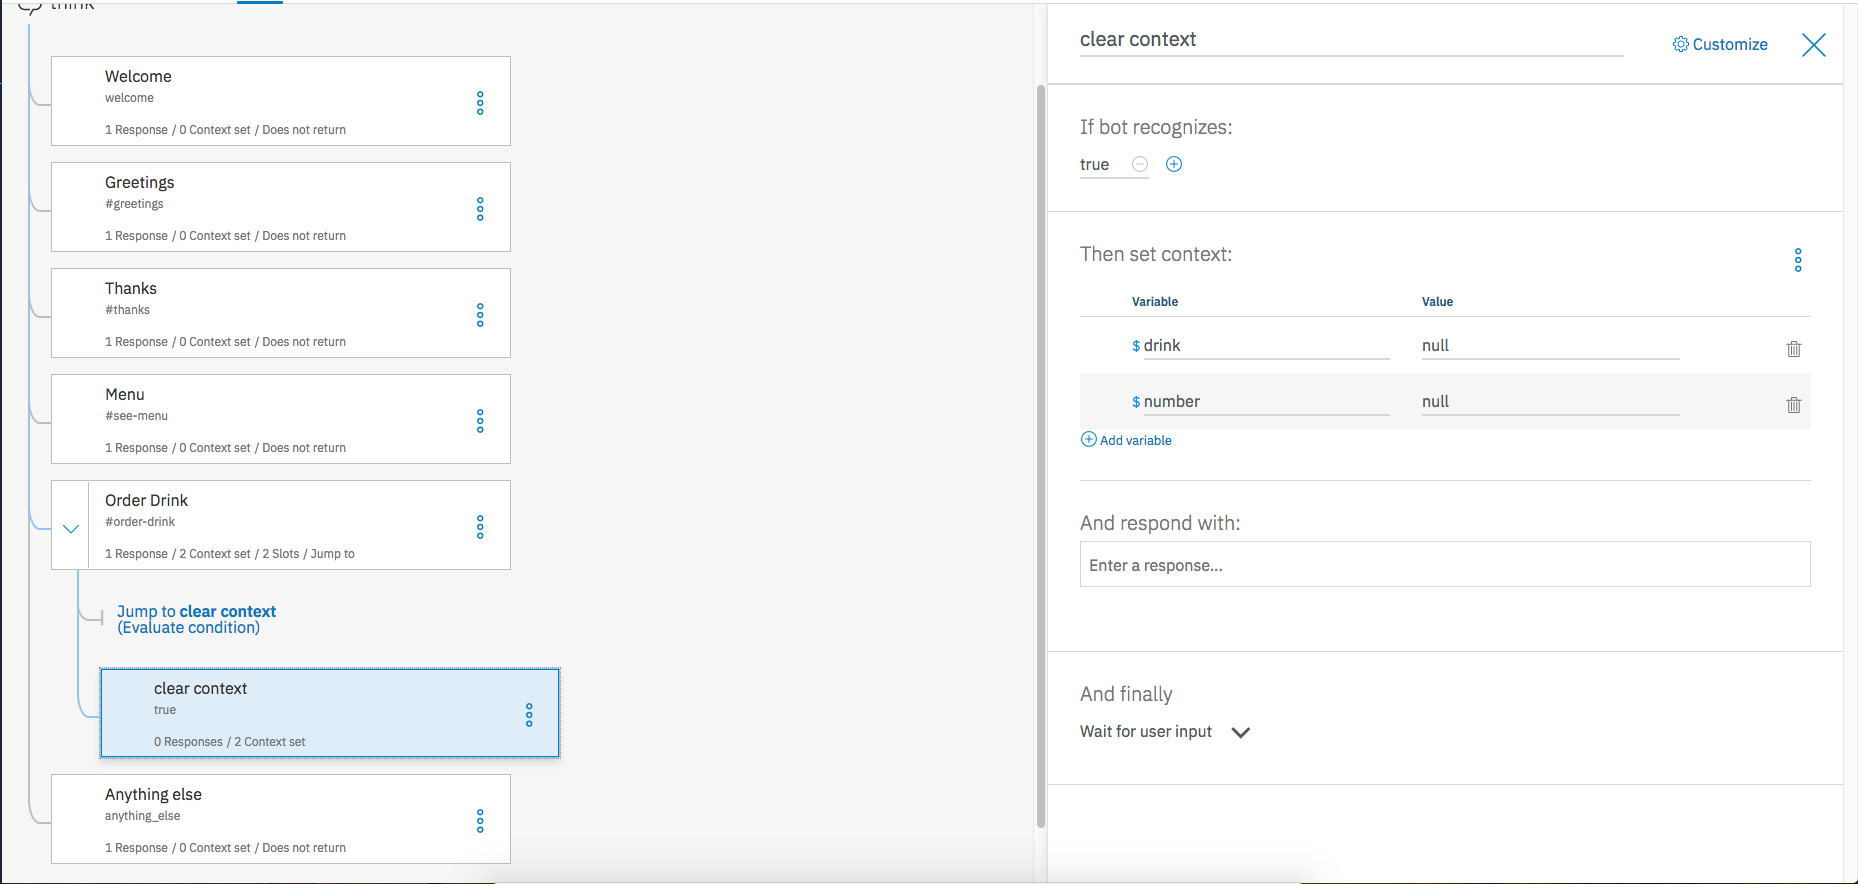 think
Welcome
welcome
1 Response / 0 Context set / Does not return
Greetings
#greetings
1 Response / 0 Context set / Does not return
Thanks
#thanks
1 Response / 0 Context set / Does not return
Menu
#see-menu
1 Response / 0 Context set / Does not return
Order Drink
#order-drink
1 Response / 2 Context set / 2 Slots / Jump to
Jump to clear context
(Evaluate condition)
clear context
true
0 Responses / 2 Context set
Anything else
anything_else
1 Response / 0 Context set / Does not return
clear context
Customize
If bot recognizes:
true
Then set context:
Variable Value
$ drink null
$ number null
Add variable
And respond with:
Enter a response...
And finally
Wait for user input